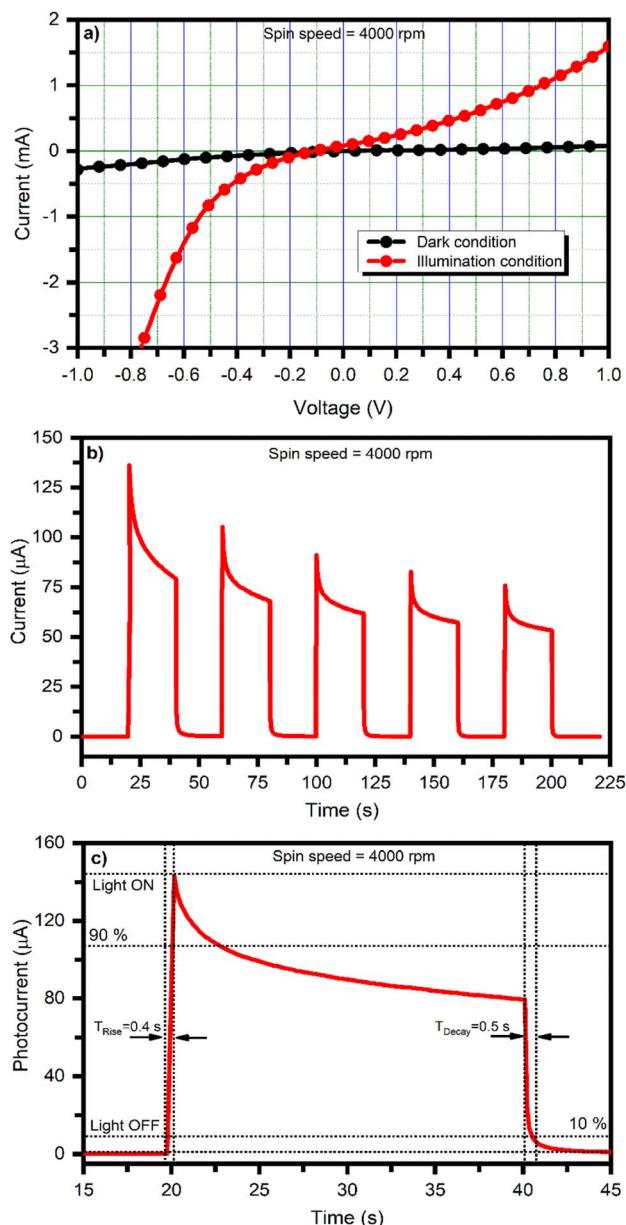 a)
Spin speed = 4000 rpm
2
1
0
-1
-2
-3
Current (mA)
Dark condition
Illumination condition
-1.0 -0.8 -0.6 -0.4 -0.2 0.0 0.2 0.4 0.6 0.8 1.0
Voltage (V)
b)
Spin speed = 4000 rpm
150
125
100
75
50
25
0
Current (µA)
0 25 50 75 100 125 150 175 200 225
Time (s)
c)
Spin speed = 4000 rpm
160
120
80
40
0
Photocurrent (µA)
Light ON
90 %
TRise=0.4 s
TDecay=0.5 s
Light OFF
10 %
15 20 25 30 35 40 45
Time (s)